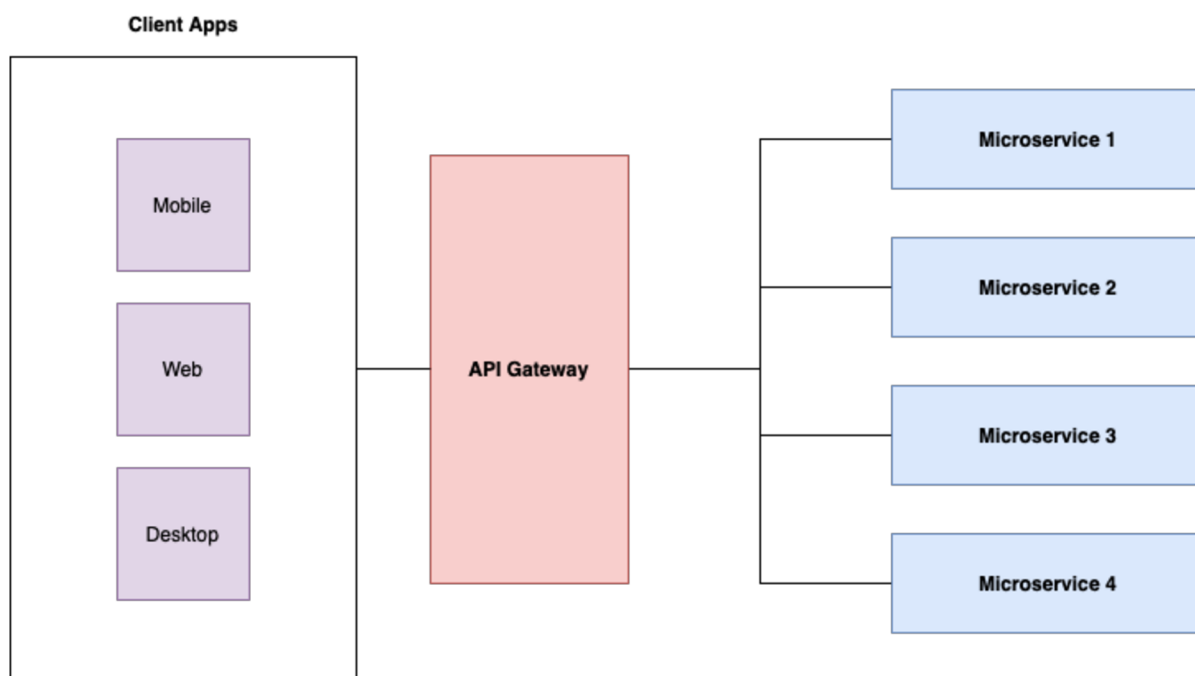 Client Apps
Mobile
Web
Desktop
API Gateway
Microservice 1
Microservice 2
Microservice 3
Microservice 4